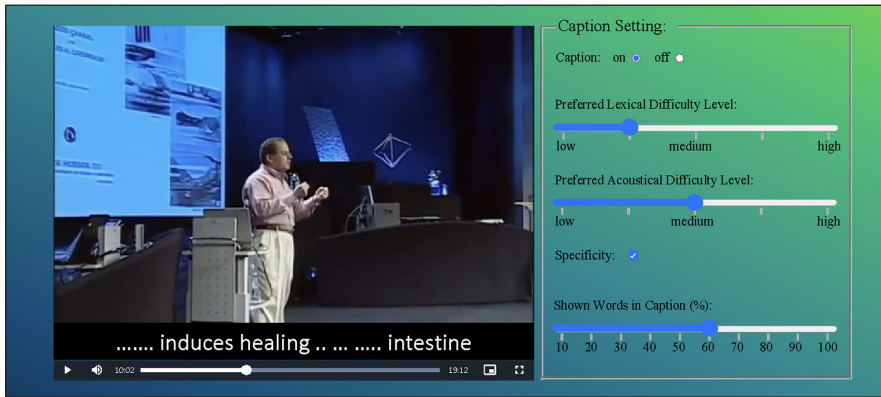 ....... induces healing .. ... ..... intestine
10:02
19:12
Caption Setting:
Caption: on off
Preferred Lexical Difficulty Level:
low medium high
Preferred Acoustical Difficulty Level:
low medium high
Specificity:
Shown Words in Caption (%):
10 20 30 40 50 60 70 80 90 100